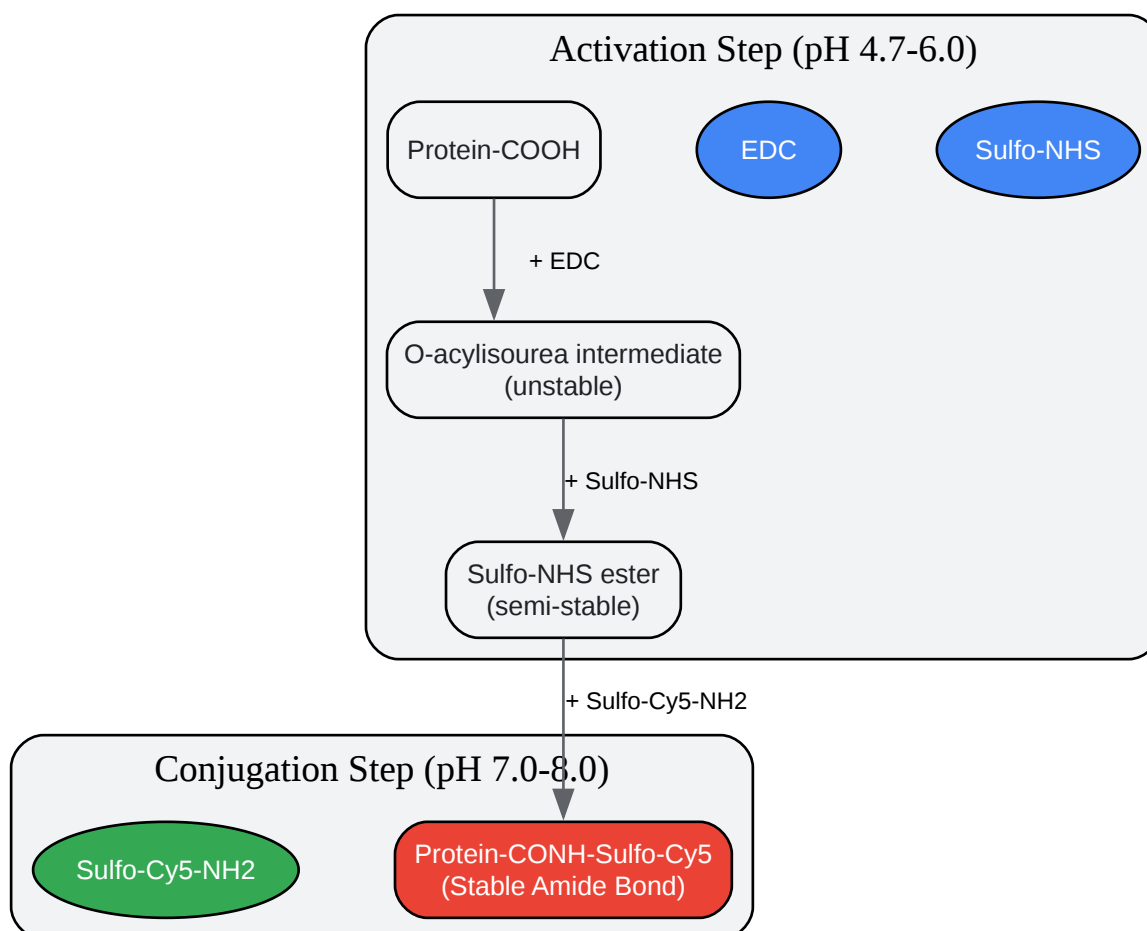 Activation Step (pH 4.7-6.0)
Protein-COOH
EDC
Sulfo-NHS
+ EDC
O-acylisourea intermediate
(unstable)
+ Sulfo-NHS
Sulfo-NHS ester
(semi-stable)
+ Sulfo-Cy5-NH2
Conjugation Step (pH 7.0-8.0)
Sulfo-Cy5-NH2
Protein-CONH-Sulfo-Cy5
(Stable Amide Bond)